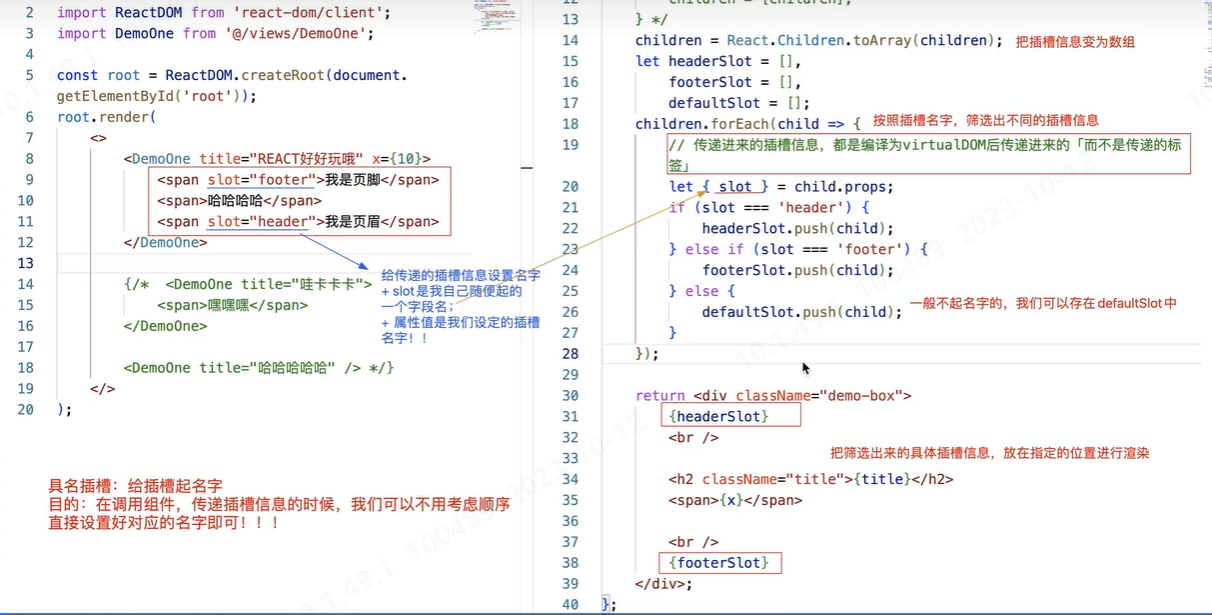 2 import ReactDOM from 'react-dom/client';
3 import DemoOne from '@/views/DemoOne';
4
5 const root = ReactDOM.createRoot(document.
getElementById('root'));
6 root.render(
7 <>
8 <DemoOne title="REACT好好玩哦" x={10}>
9 <span slot="footer">我是页脚</span>
10 <span>哈哈哈哈</span>
11 <span slot="header">我是页眉</span>
12 </DemoOne>
13
14 {/* <DemoOne title="哇卡卡卡">
15 <span>嘿嘿嘿</span>
16 </DemoOne>
17
18 <DemoOne title="哈哈哈哈哈" /> */}
19 </>
20 );
给传递的插槽信息设置名字
+ slot是我自己随便起的
一个字段名;
+ 属性值是我们设定的插槽
名字!!
具名插槽:给插槽起名字
目的:在调用组件,传递插槽信息的时候,我们可以不用考虑顺序
直接设置好对应的名字即可!!!
12 children = [children];
13 } */
14 children = React.Children.toArray(children); 把插槽信息变为数组
15 let headerSlot = [],
16 footerSlot = [],
17 defaultSlot = [];
18 children.forEach(child => { 按照插槽名字,筛选出不同的插槽信息
19 // 传递进来的插槽信息,都是编译为virtualDOM后传递进来的「而不是传递的标
签」
20 let { slot } = child.props;
21 if (slot === 'header') {
22 headerSlot.push(child);
23 } else if (slot === 'footer') {
24 footerSlot.push(child);
25 } else {
26 defaultSlot.push(child); 一般不起名字的,我们可以存在defaultSlot中
27 }
28 });
29
30 return <div className="demo-box">
31 {headerSlot}
32 <br />
33 把筛选出来的具体插槽信息,放在指定的位置进行渲染
34 <h2 className="title">{title}</h2>
35 <span>{x}</span>
36
37 <br />
38 {footerSlot}
39 </div>;
40 };